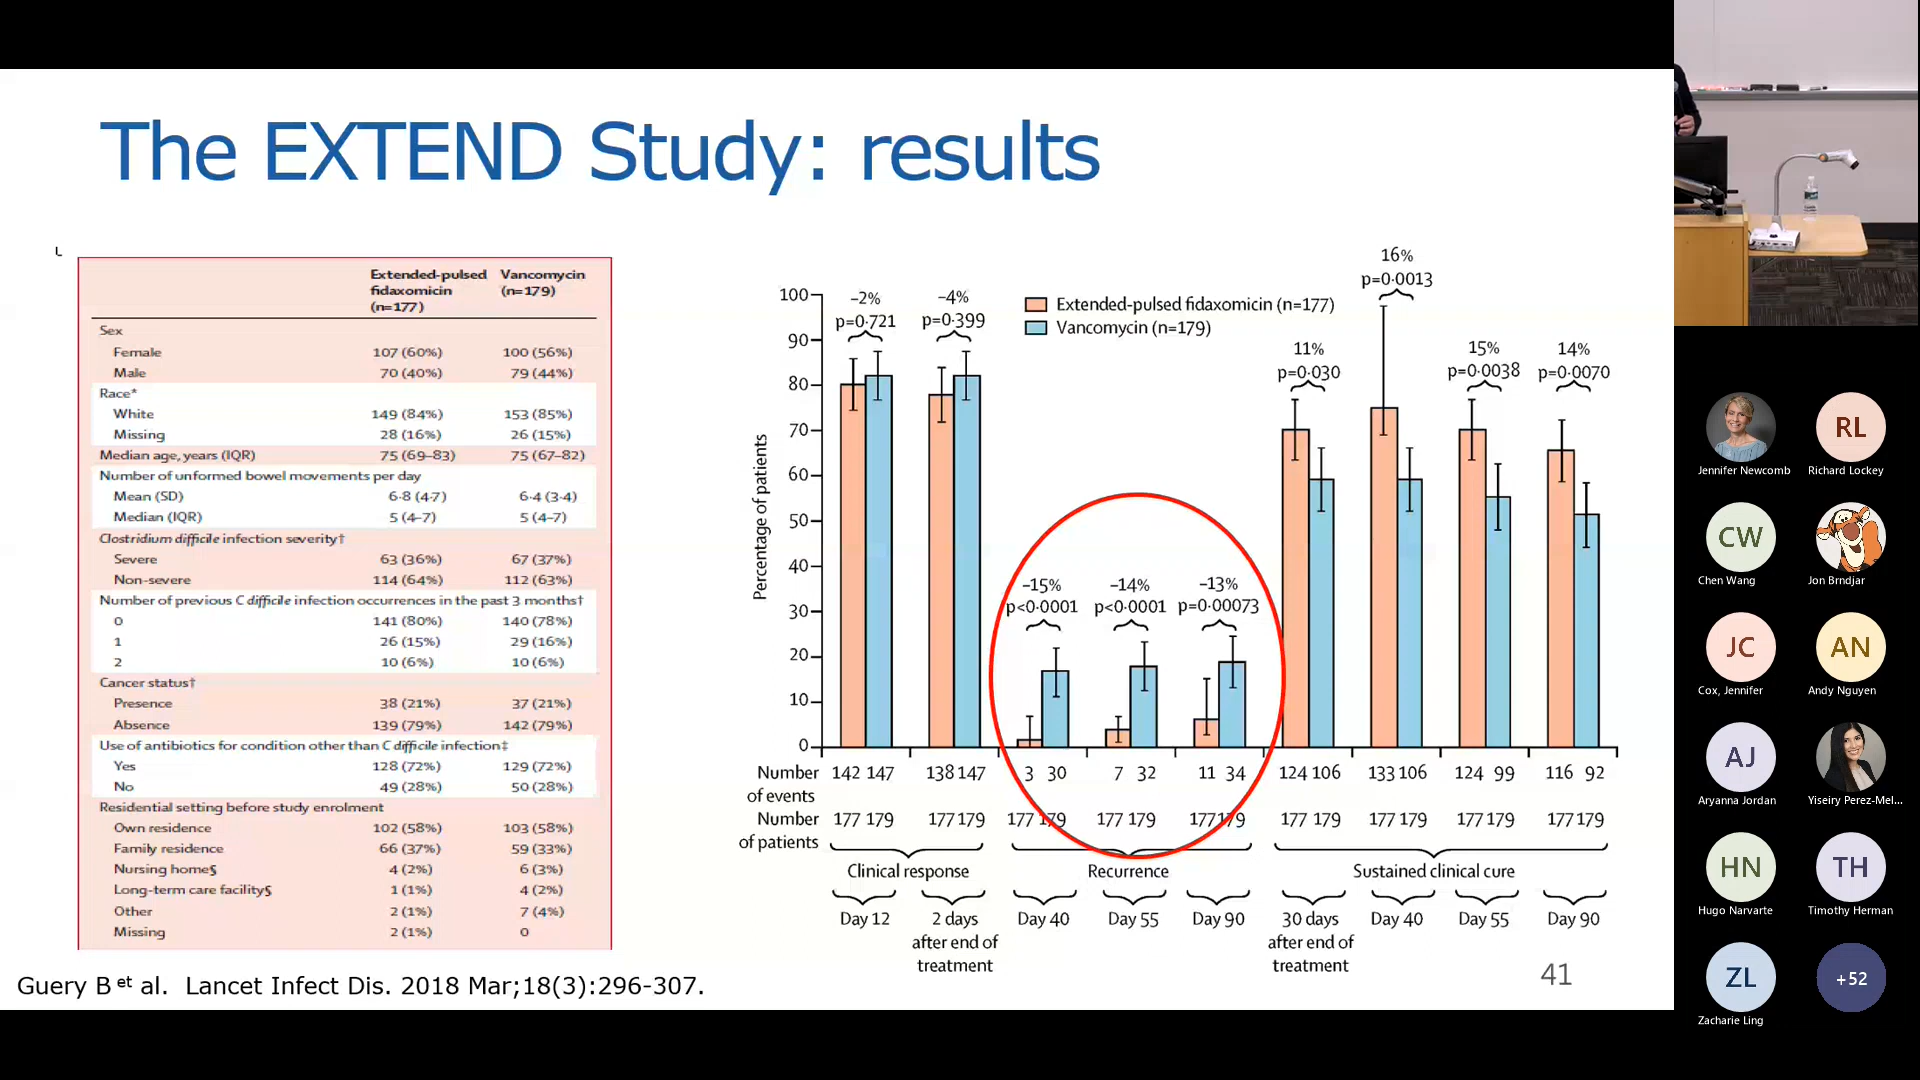 The EXTEND Study: results
Extended-pulsed fidaxomicin (n=177) Vancomycin (n=179)
Sex
Female 107 (60%) 100 (56%)
Male 70 (40%) 79 (44%)
Race*
White 149 (84%) 153 (85%)
Missing 28 (16%) 26 (15%)
Median age, years (IQR) 75 (69–83) 75 (67–82)
Number of unformed bowel movements per day
Mean (SD) 6·8 (4·7) 6·4 (3·4)
Median (IQR) 5 (4–7) 5 (4–7)
Clostridium difficile infection severity†
Severe 63 (36%) 67 (37%)
Non-severe 114 (64%) 112 (63%)
Number of previous C difficile infection occurrences in the past 3 months†
0 141 (80%) 140 (78%)
1 26 (15%) 29 (16%)
2 10 (6%) 10 (6%)
Cancer status†
Presence 38 (21%) 37 (21%)
Absence 139 (79%) 142 (79%)
Use of antibiotics for condition other than C difficile infection‡
Yes 128 (72%) 129 (72%)
No 49 (28%) 50 (28%)
Residential setting before study enrolment
Own residence 102 (58%) 103 (58%)
Family residence 66 (37%) 59 (33%)
Nursing home§ 4 (2%) 6 (3%)
Long-term care facility§ 1 (1%) 4 (2%)
Other 2 (1%) 7 (4%)
Missing 2 (1%) 0
Percentage of patients
100
90
80
70
60
50
40
30
20
10
0
Extended-pulsed fidaxomicin (n=177)
Vancomycin (n=179)
–2%
p=0·721
–4%
p=0·399
–15%
p<0·0001
–14%
p<0·0001
–13%
p=0·00073
11%
p=0·030
16%
p=0·0013
15%
p=0·0038
14%
p=0·0070
Number of events 142 147 138 147 3 30 7 32 11 34 124 106 133 106 124 99 116 92
Number of patients 177 179 177 179 177 179 177 179 177 179 177 179 177 179 177 179 177 179
Clinical response Recurrence Sustained clinical cure
Day 12
2 days after end of treatment
Day 40
Day 55
Day 90
30 days after end of treatment
Day 40
Day 55
Day 90
Guery B et al. Lancet Infect Dis. 2018 Mar;18(3):296-307.
41
Jennifer Newcomb
RL
Richard Lockey
CW
Chen Wang
Jon Brndjar
JC
Cox, Jennifer
AN
Andy Nguyen
AJ
Aryanna Jordan
Yiseiry Perez-Mel...
HN
Hugo Narvarte
TH
Timothy Herman
ZL
Zacharie Ling
+52